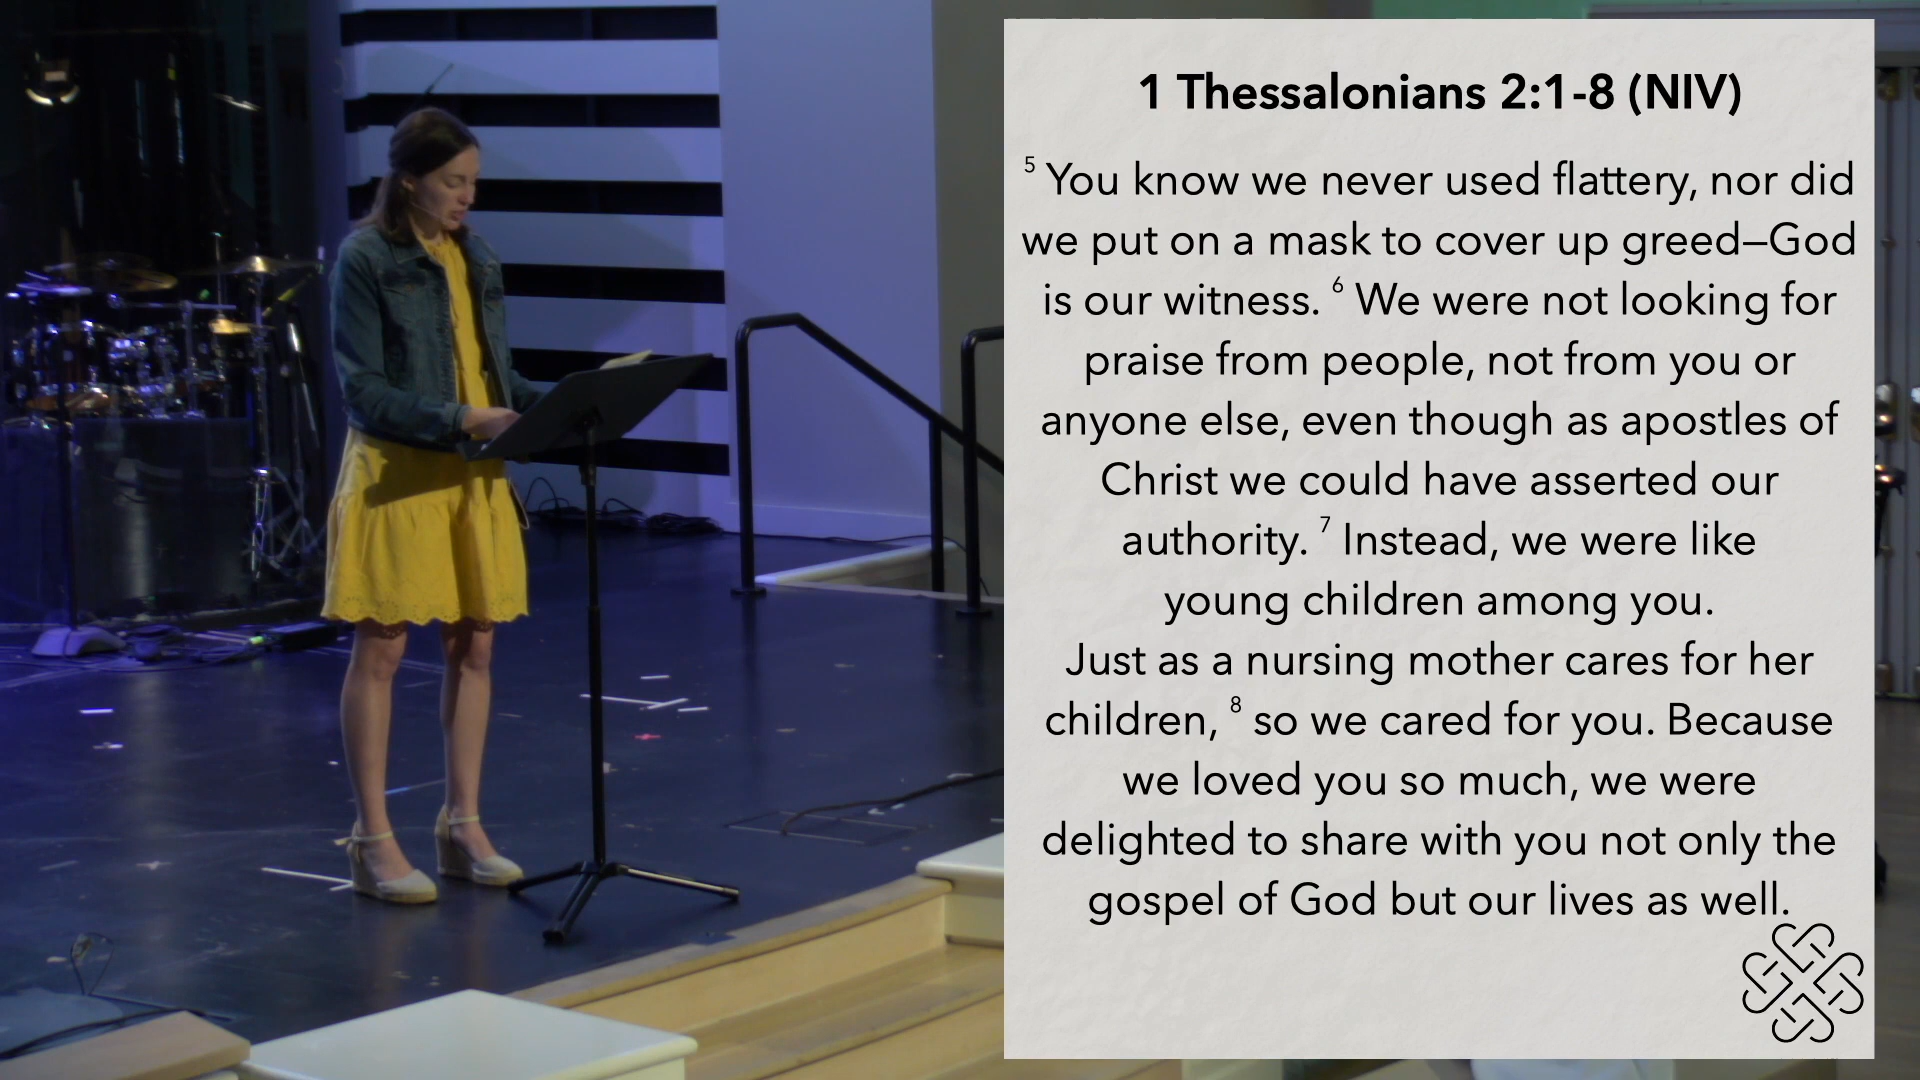 1 Thessalonians 2:1-8 (NIV)
5 You know we never used flattery, nor did
we put on a mask to cover up greed—God
is our witness. 6 We were not looking for
praise from people, not from you or
anyone else, even though as apostles of
Christ we could have asserted our
authority. 7 Instead, we were like
young children among you.
Just as a nursing mother cares for her
children, 8 so we cared for you. Because
we loved you so much, we were
delighted to share with you not only the
gospel of God but our lives as well.